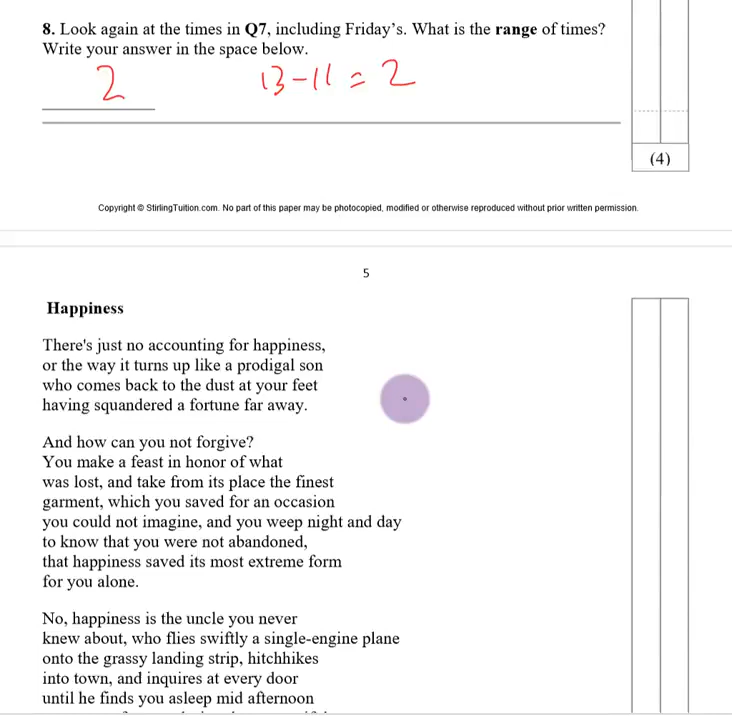 8. Look again at the times in Q7, including Friday’s. What is the range of times?
Write your answer in the space below.
2
13-11 = 2
(4)
Copyright © StirlingTuition.com. No part of this paper may be photocopied, modified or otherwise reproduced without prior written permission.
5
Happiness
There's just no accounting for happiness,
or the way it turns up like a prodigal son
who comes back to the dust at your feet
having squandered a fortune far away.
And how can you not forgive?
You make a feast in honor of what
was lost, and take from its place the finest
garment, which you saved for an occasion
you could not imagine, and you weep night and day
to know that you were not abandoned,
that happiness saved its most extreme form
for you alone.
No, happiness is the uncle you never
knew about, who flies swiftly a single-engine plane
onto the grassy landing strip, hitchhikes
into town, and inquires at every door
until he finds you asleep mid afternoon